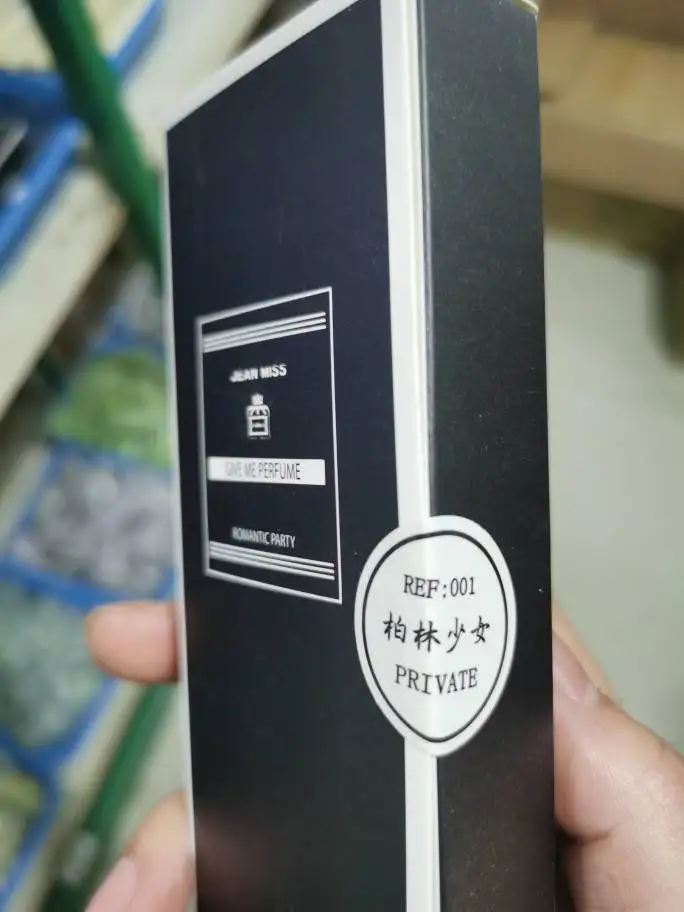 JEAN MISS
GIVE ME PERFUME
ROMANTIC PARTY
REF:001
柏林少女
PRIVATE